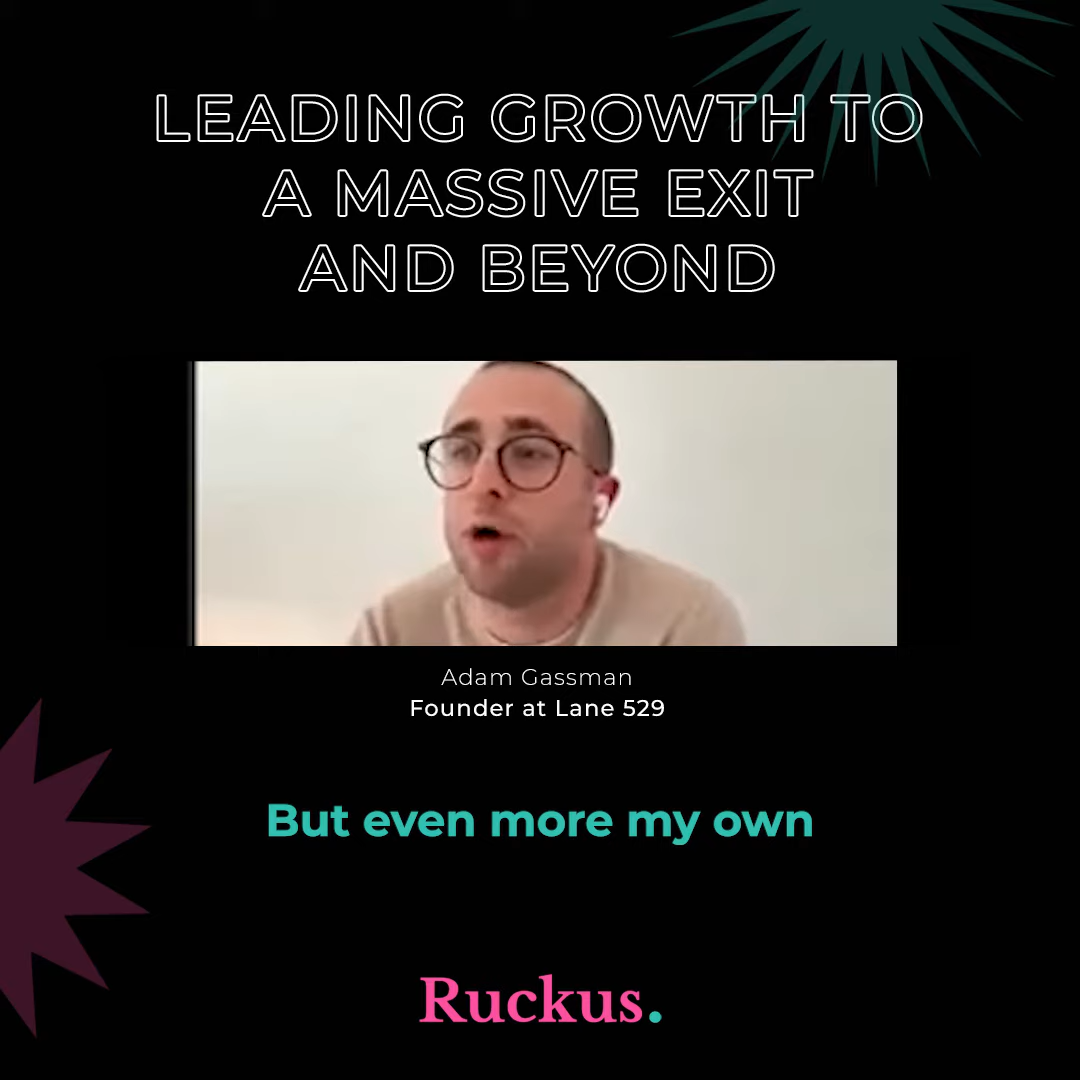 LEADING GROWTH TO
A MASSIVE EXIT
AND BEYOND
Adam Gassman
Founder at Lane 529
But even more my own
Ruckus.